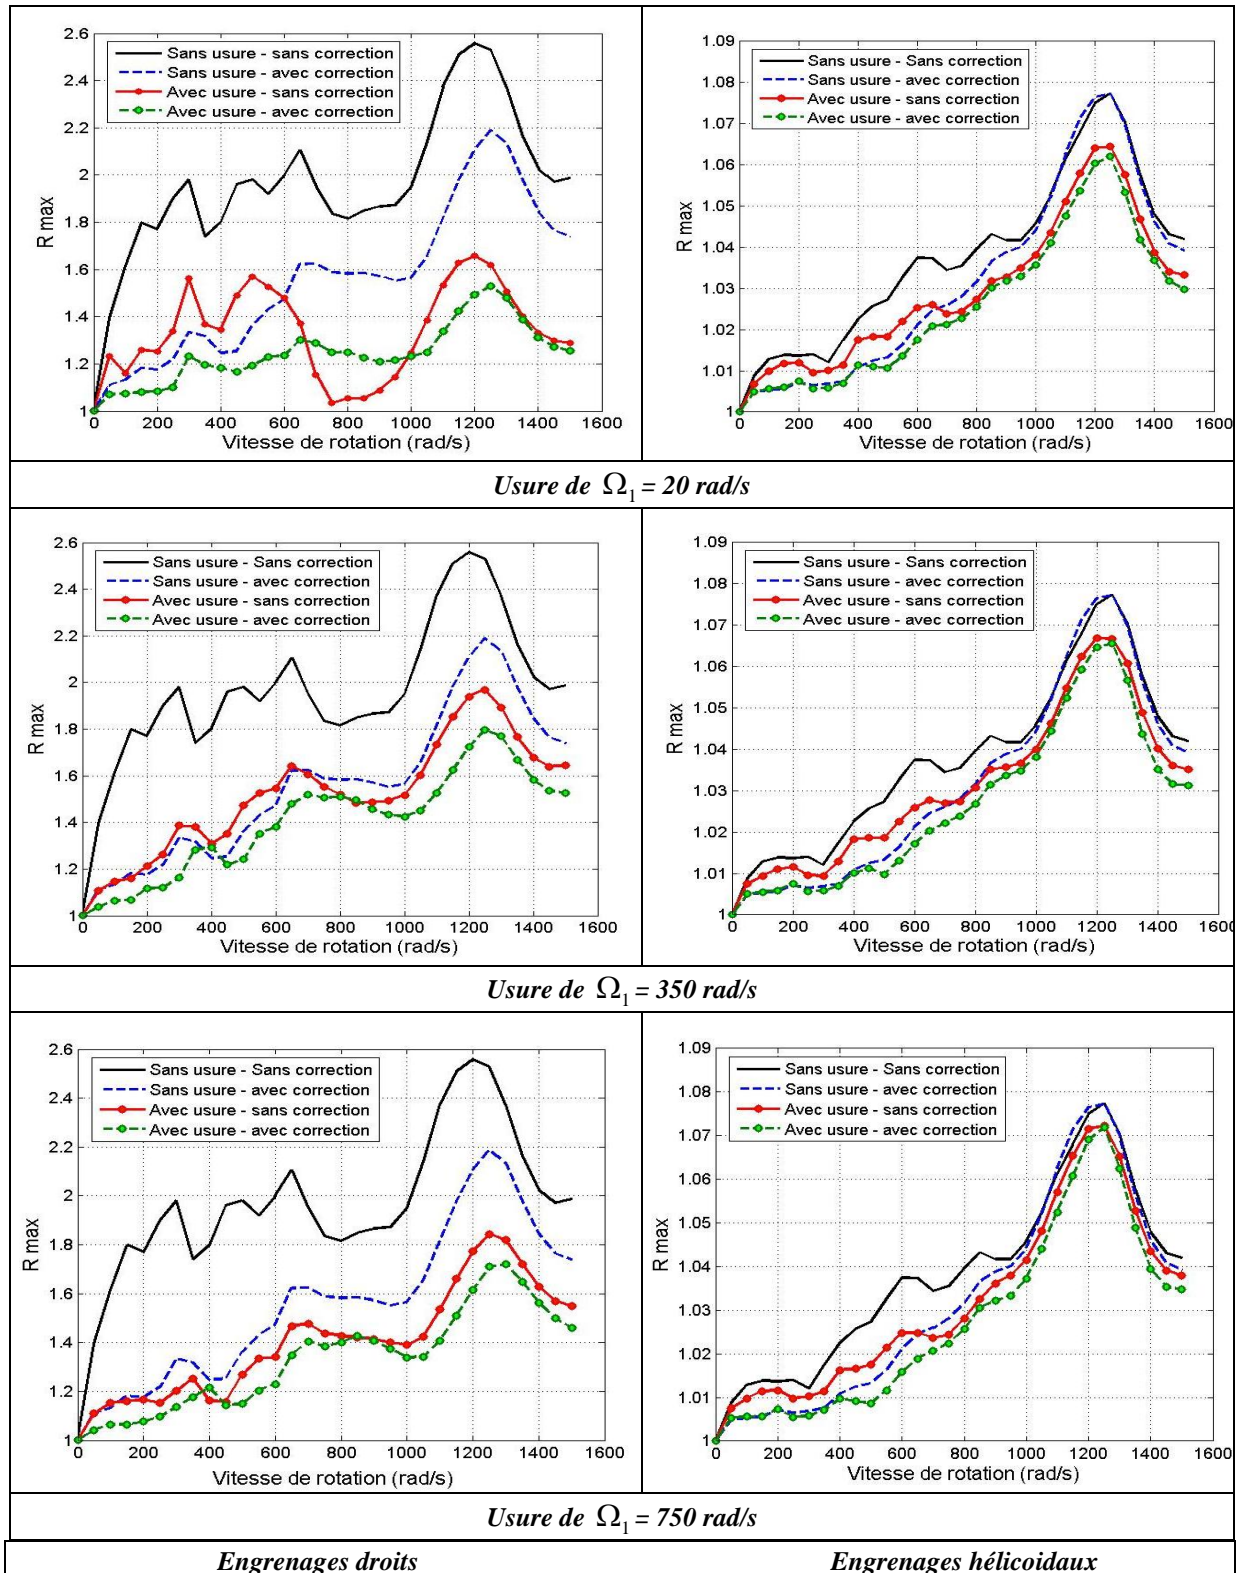 2.6
2.4
2.2
2
1.8
1.6
1.4
1.2
1
R max
Sans usure - sans correction
Sans usure - avec correction
Avec usure - sans correction
Avec usure - avec correction
0 200 400 600 800 1000 1200 1400 1600
Vitesse de rotation (rad/s)
1.09
1.08
1.07
1.06
1.05
1.04
1.03
1.02
1.01
1
R max
Sans usure - Sans correction
Sans usure - avec correction
Avec usure - sans correction
Avec usure - avec correction
0 200 400 600 800 1000 1200 1400 1600
Vitesse de rotation (rad/s)
Usure de Ω₁ = 20 rad/s
2.6
2.4
2.2
2
1.8
1.6
1.4
1.2
1
R max
Sans usure - Sans correction
Sans usure - avec correction
Avec usure - sans correction
Avec usure - avec correction
0 200 400 600 800 1000 1200 1400 1600
Vitesse de rotation (rad/s)
1.09
1.08
1.07
1.06
1.05
1.04
1.03
1.02
1.01
1
R max
Sans usure - Sans correction
Sans usure - avec correction
Avec usure - sans correction
Avec usure - avec correction
0 200 400 600 800 1000 1200 1400 1600
Vitesse de rotation (rad/s)
Usure de Ω₁ = 350 rad/s
2.6
2.4
2.2
2
1.8
1.6
1.4
1.2
1
R max
Sans usure - Sans correction
Sans usure - avec correction
Avec usure - sans correction
Avec usure - avec correction
0 200 400 600 800 1000 1200 1400 1600
Vitesse de rotation (rad/s)
1.09
1.08
1.07
1.06
1.05
1.04
1.03
1.02
1.01
1
R max
Sans usure - Sans correction
Sans usure - avec correction
Avec usure - sans correction
Avec usure - avec correction
0 200 400 600 800 1000 1200 1400 1600
Vitesse de rotation (rad/s)
Usure de Ω₁ = 750 rad/s
Engrenages droits
Engrenages hélicoidaux